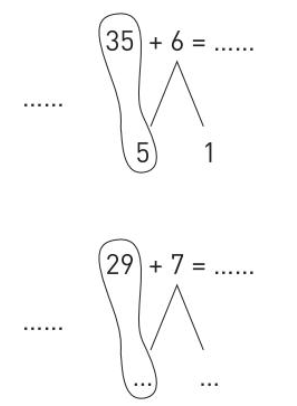 35 + 6 = ......
......
5 1
29 + 7 = ......
......
... ...